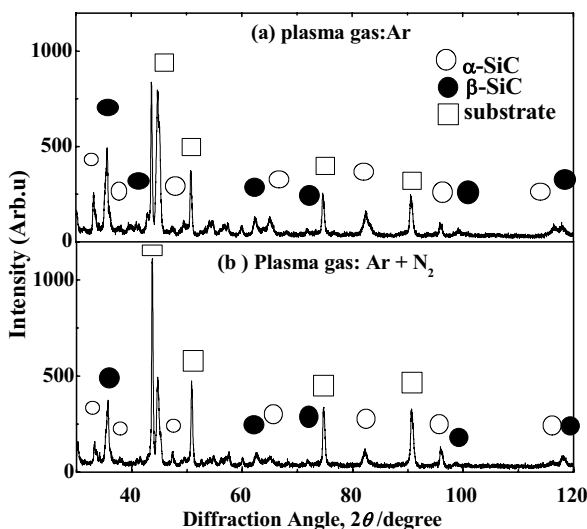 (a) plasma gas:Ar
α-SiC
β-SiC
substrate
1000
500
0
(b ) Plasma gas: Ar + N₂
1000
500
0
Intensity (Arb.u)
40 60 80 100 120
Diffraction Angle, 2θ /degree